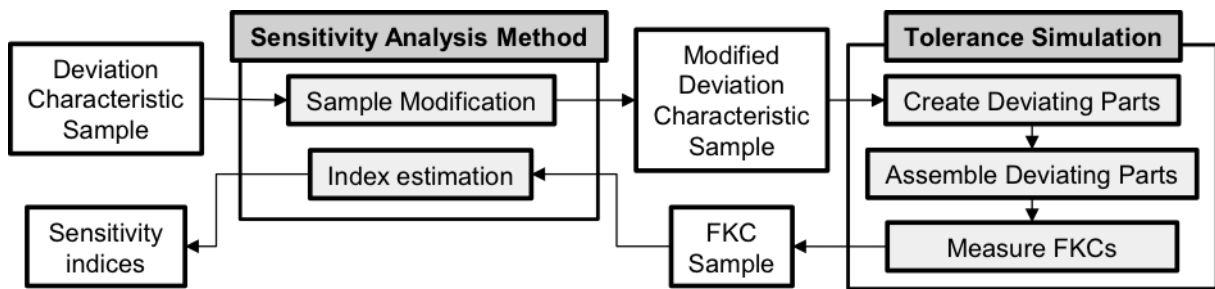 Deviation
Characteristic
Sample
Sensitivity Analysis Method
Sample Modification
Index estimation
Modified
Deviation
Characteristic
Sample
Tolerance Simulation
Create Deviating Parts
Assemble Deviating Parts
Measure FKCs
FKC
Sample
Sensitivity
indices